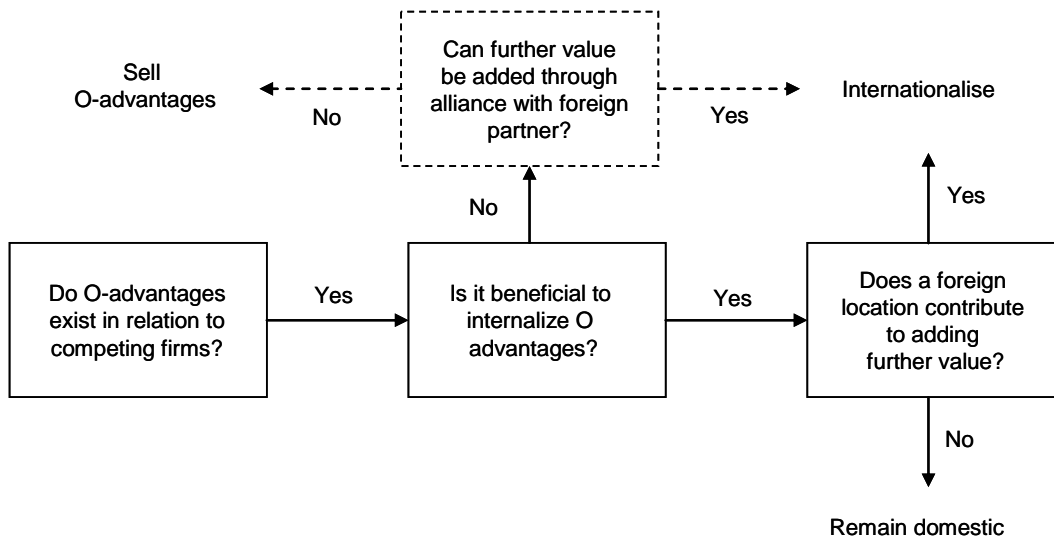 Can further value
be added through
alliance with foreign
partner?
Sell
O-advantages
Internationalise
No
Yes
No
Yes
Do O-advantages
exist in relation to
competing firms?
Yes
Is it beneficial to
internalize O
advantages?
Yes
Does a foreign
location contribute
to adding
further value?
No
Remain domestic